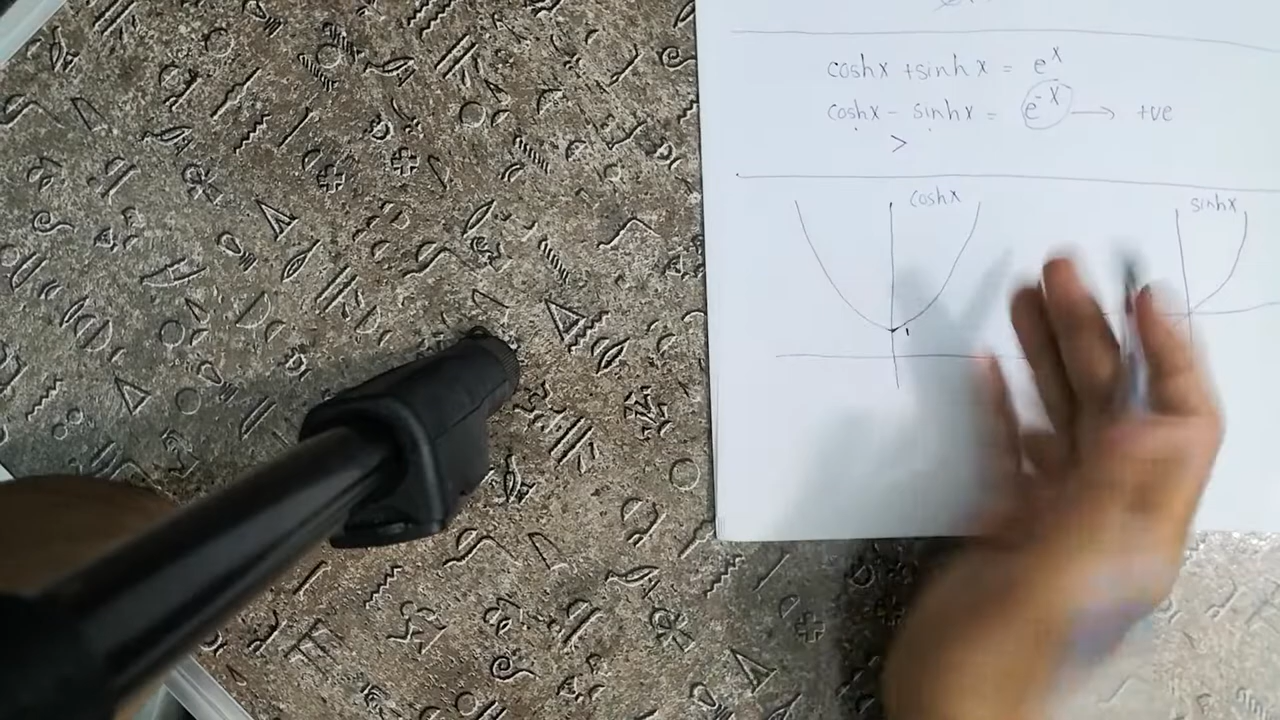 coshx + sinhx = e^x
coshx - sinhx = e^-x → +ve
>
coshx
sinhx
1